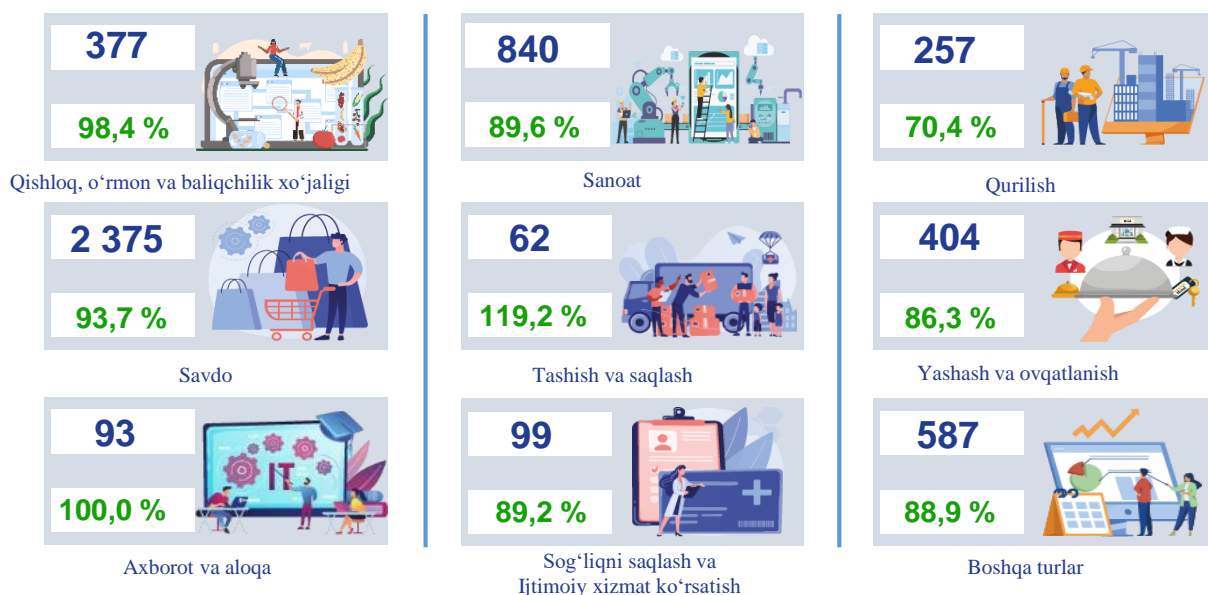 377
98,4 %
Qishloq, o‘rmon va baliqchilik xo‘jaligi
840
89,6 %
Sanoat
257
70,4 %
Qurilish
2 375
93,7 %
Savdo
62
119,2 %
Tashish va saqlash
404
86,3 %
Yashash va ovqatlanish
93
100,0 %
IT
Axborot va aloqa
99
89,2 %
Sog‘liqni saqlash va
Ijtimoiy xizmat ko‘rsatish
587
88,9 %
Boshqa turlar